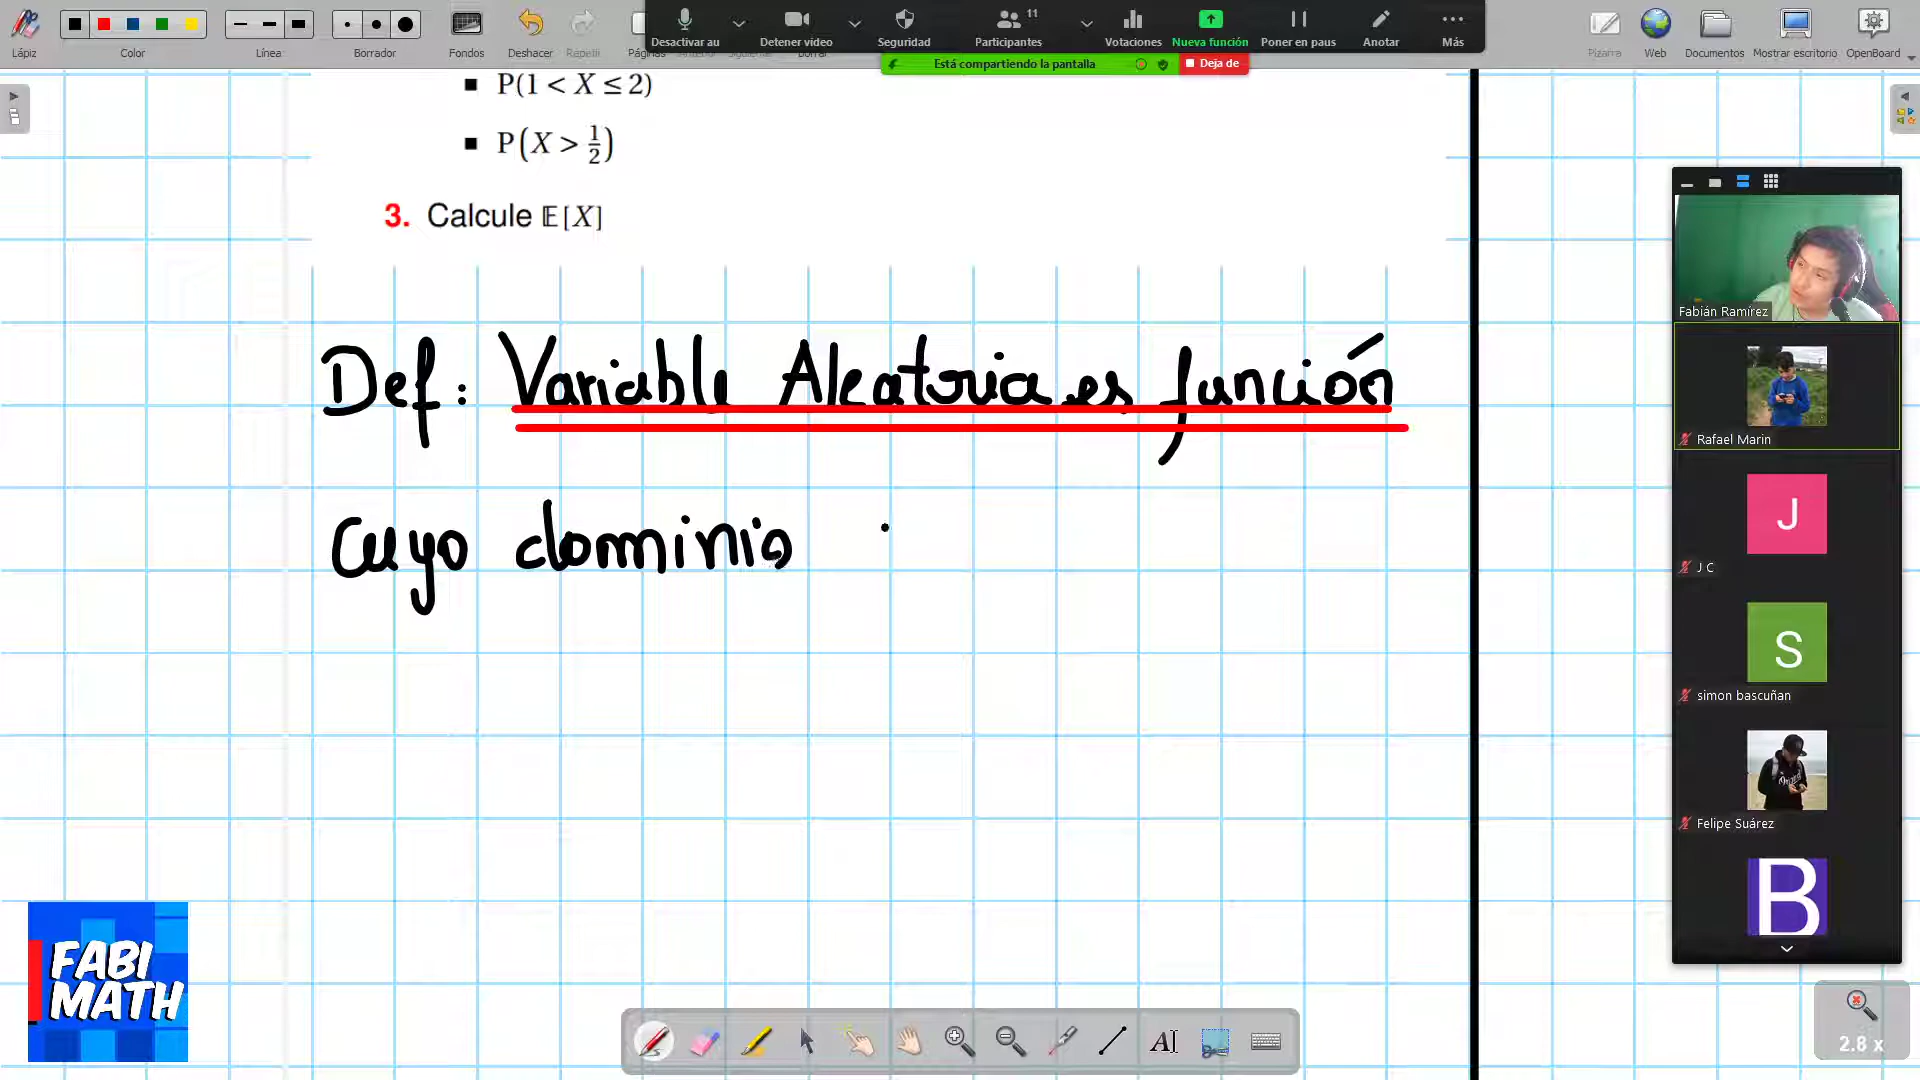 Desactivar au
Detener video
Seguridad
Participantes
11
Votaciones
Nueva función
Poner en paus
Anotar
Más
Lápiz
Color
Línea
Borrador
Fondos
Deshacer
Pizarra
Web
Documentos
Mostrar escritorio
OpenBoard
Está compartiendo la pantalla
Deja de
P(1 < X ≤ 2)
P(X > 1/2)
3. Calcule 𝔼[X]
Def: Variable Aleatoria es función
cuyo dominio
Fabián Ramírez
Rafael Marin
J
J C
S
simon bascuñan
Felipe Suárez
B
FABI
MATH
AI
2.8 x